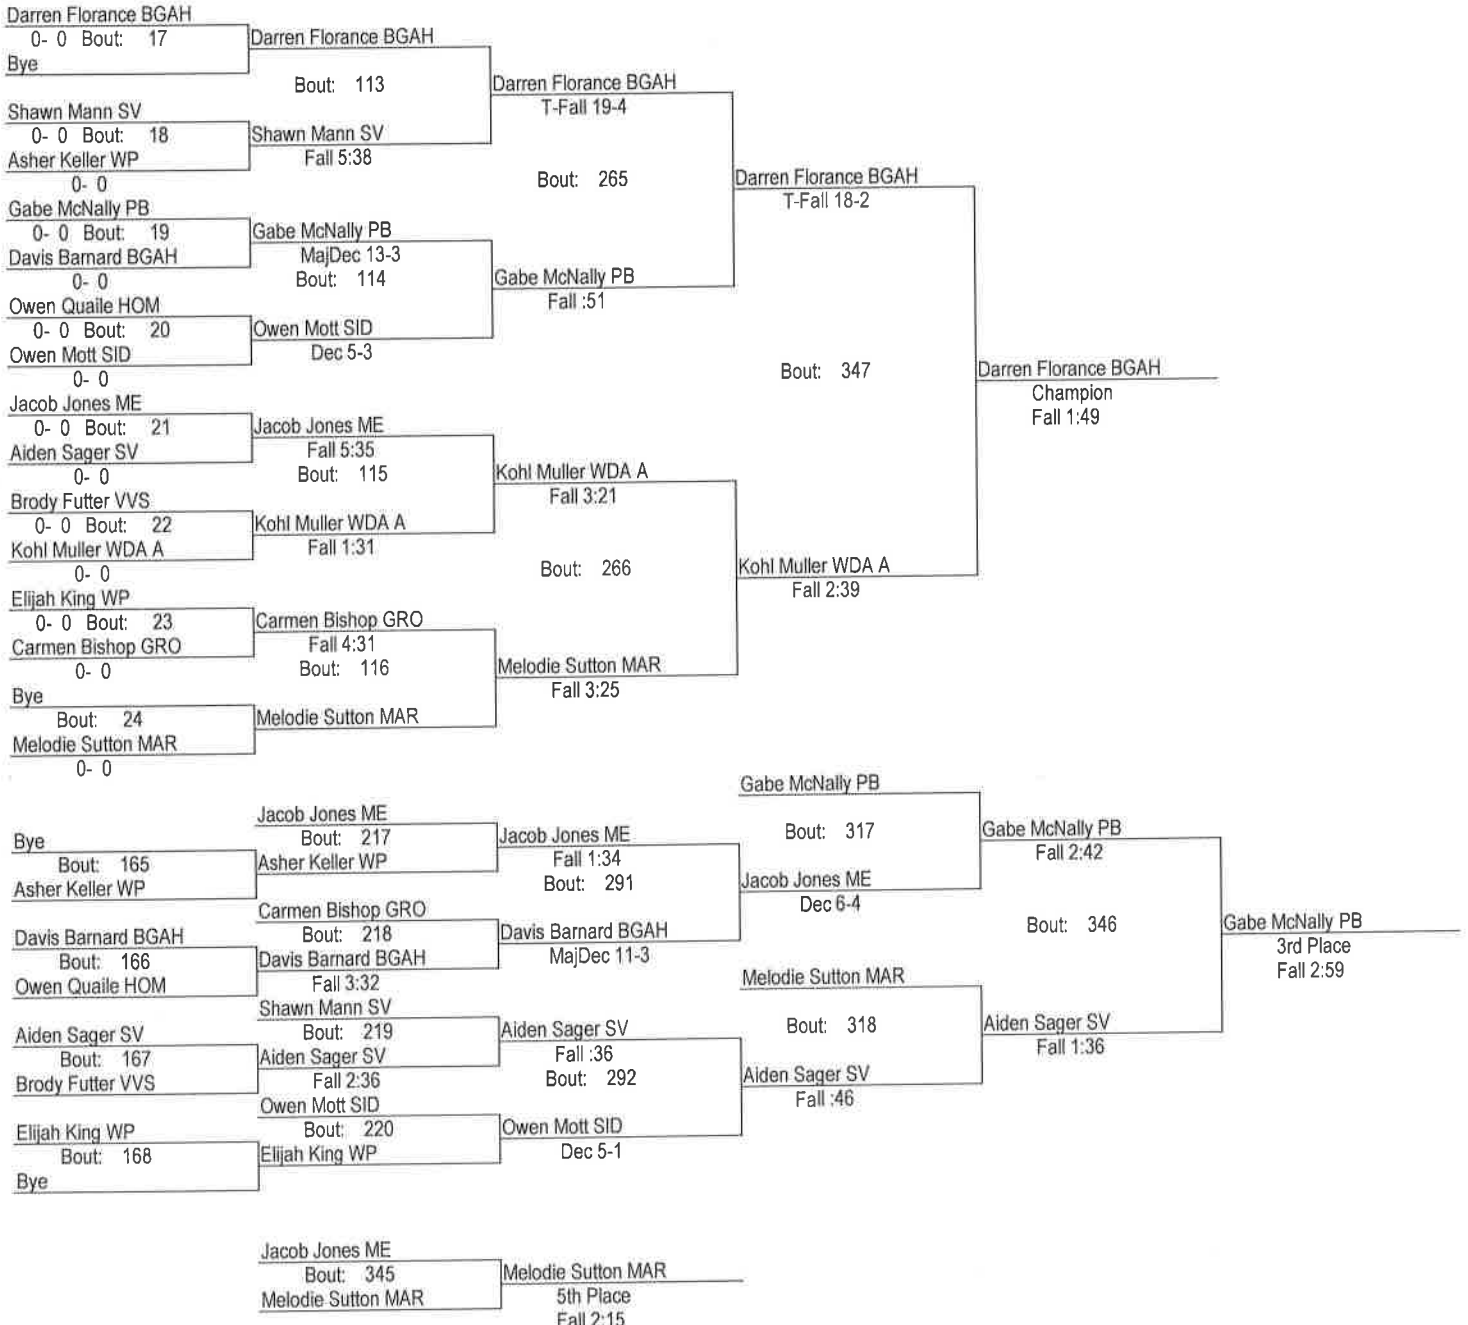 Darren Florance BGAH
0- 0 Bout: 17
Bye
Darren Florance BGAH
Bout: 113
Shawn Mann SV
0- 0 Bout: 18
Asher Keller WP
0- 0
Shawn Mann SV
Fall 5:38
Darren Florance BGAH
T-Fall 19-4
Bout: 265
Gabe McNally PB
0- 0 Bout: 19
Davis Barnard BGAH
0- 0
Gabe McNally PB
MajDec 13-3
Bout: 114
Owen Quaile HOM
0- 0 Bout: 20
Owen Mott SID
0- 0
Owen Mott SID
Dec 5-3
Gabe McNally PB
Fall :51
Darren Florance BGAH
T-Fall 18-2
Bout: 347
Jacob Jones ME
0- 0 Bout: 21
Aiden Sager SV
0- 0
Jacob Jones ME
Fall 5:35
Bout: 115
Brody Futter VVS
0- 0 Bout: 22
Kohl Muller WDA A
0- 0
Kohl Muller WDA A
Fall 1:31
Kohl Muller WDA A
Fall 3:21
Bout: 266
Elijah King WP
0- 0 Bout: 23
Carmen Bishop GRO
0- 0
Carmen Bishop GRO
Fall 4:31
Bout: 116
Bye
Bout: 24
Melodie Sutton MAR
0- 0
Melodie Sutton MAR
Melodie Sutton MAR
Fall 3:25
Kohl Muller WDA A
Fall 2:39
Darren Florance BGAH
Champion
Fall 1:49
Bye
Bout: 165
Asher Keller WP
Jacob Jones ME
Bout: 217
Asher Keller WP
Jacob Jones ME
Fall 1:34
Bout: 291
Davis Barnard BGAH
Bout: 166
Owen Quaile HOM
Carmen Bishop GRO
Bout: 218
Davis Barnard BGAH
Fall 3:32
Davis Barnard BGAH
MajDec 11-3
Gabe McNally PB
Bout: 317
Jacob Jones ME
Dec 6-4
Gabe McNally PB
Fall 2:42
Bout: 346
Aiden Sager SV
Bout: 167
Brody Futter VVS
Shawn Mann SV
Bout: 219
Aiden Sager SV
Fall 2:36
Aiden Sager SV
Fall :36
Bout: 292
Elijah King WP
Bout: 168
Bye
Owen Mott SID
Bout: 220
Elijah King WP
Owen Mott SID
Dec 5-1
Melodie Sutton MAR
Bout: 318
Aiden Sager SV
Fall :46
Aiden Sager SV
Fall 1:36
Gabe McNally PB
3rd Place
Fall 2:59
Jacob Jones ME
Bout: 345
Melodie Sutton MAR
Melodie Sutton MAR
5th Place
Fall 2:15